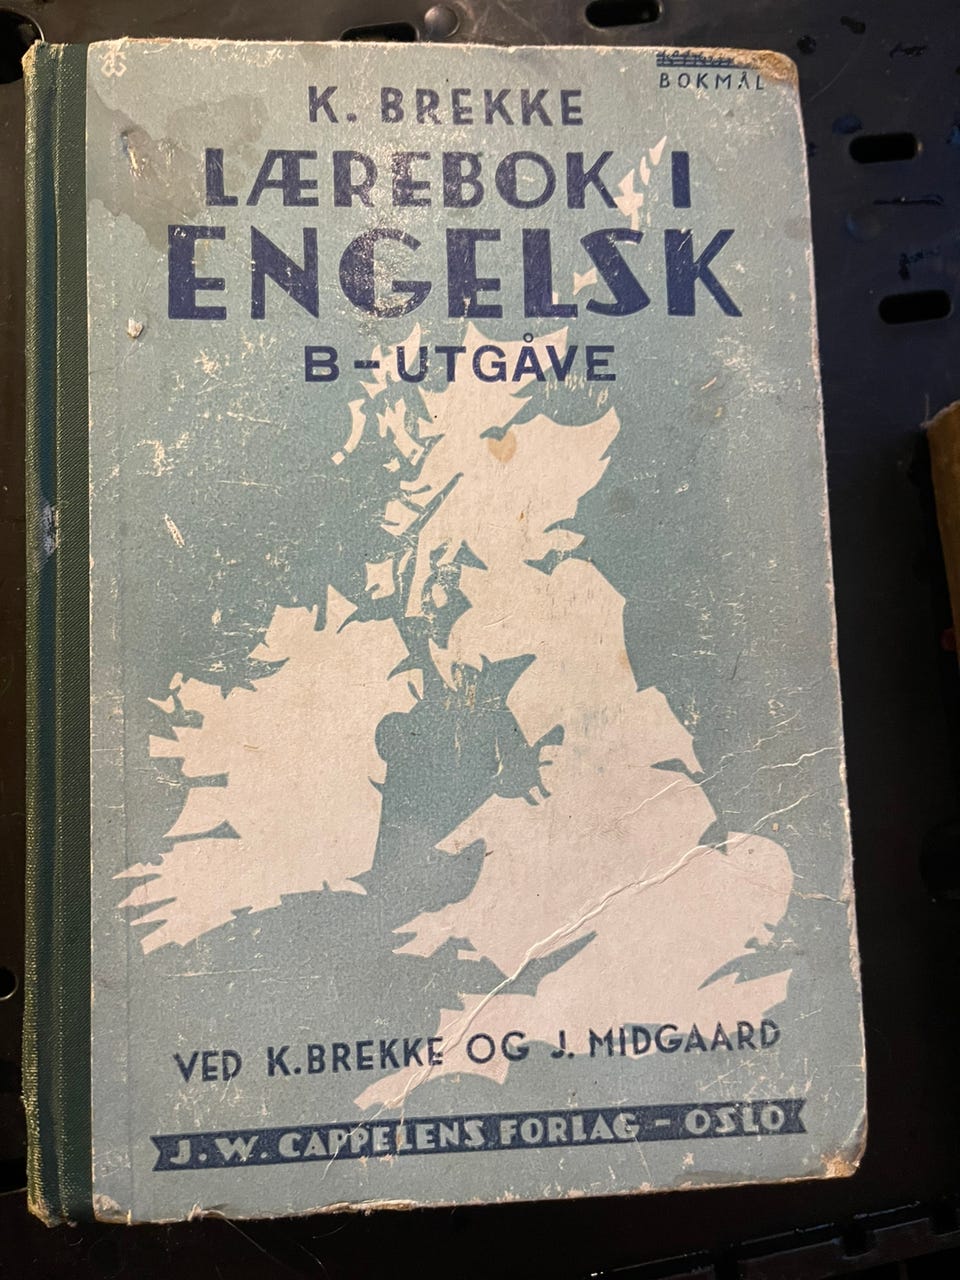 BOKMÅL
K. BREKKE
LÆREBOK I
ENGELSK
B-UTGÅVE
VED K. BREKKE OG J. MIDGAARD
J. W. CAPPELENS FORLAG - OSLO